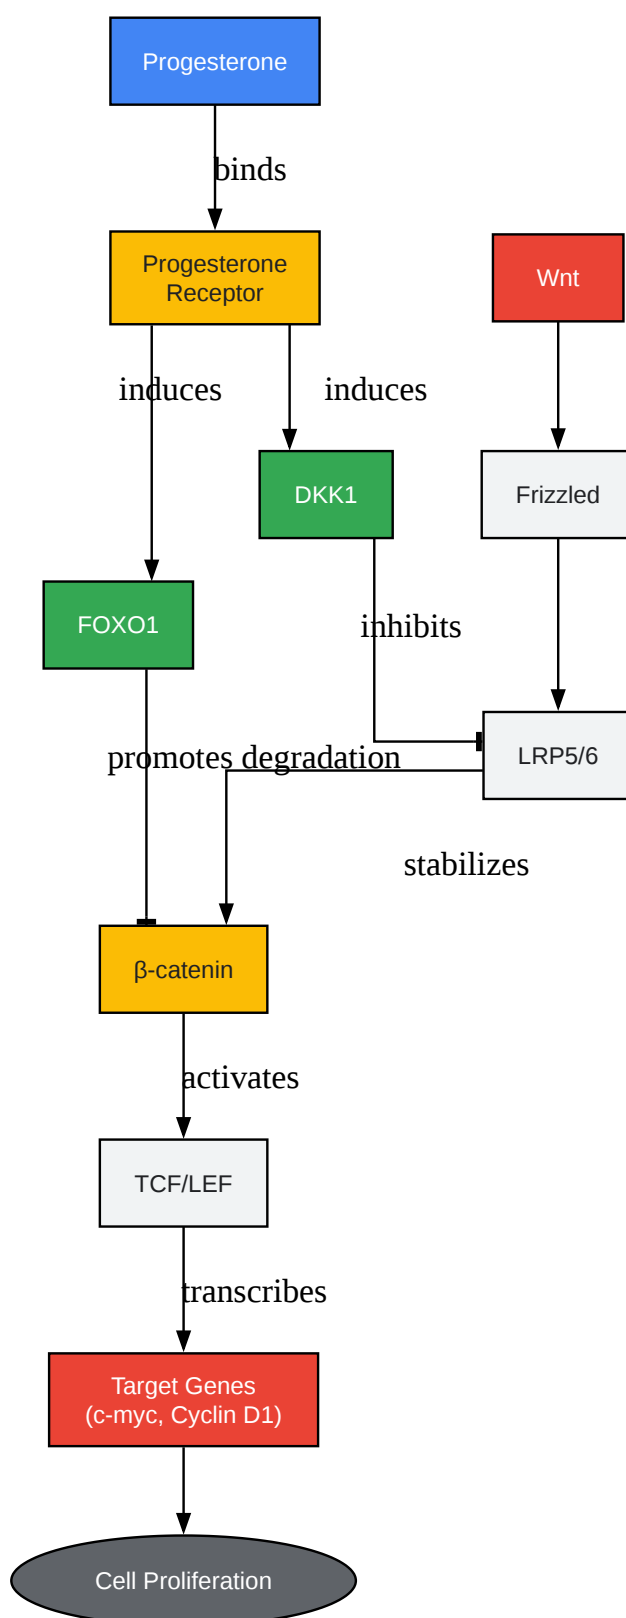 Progesterone
binds
Progesterone
Receptor
Wnt
induces
induces
DKK1
Frizzled
FOXO1
inhibits
promotes degradation
LRP5/6
stabilizes
β-catenin
activates
TCF/LEF
transcribes
Target Genes
(c-myc, Cyclin D1)
Cell Proliferation